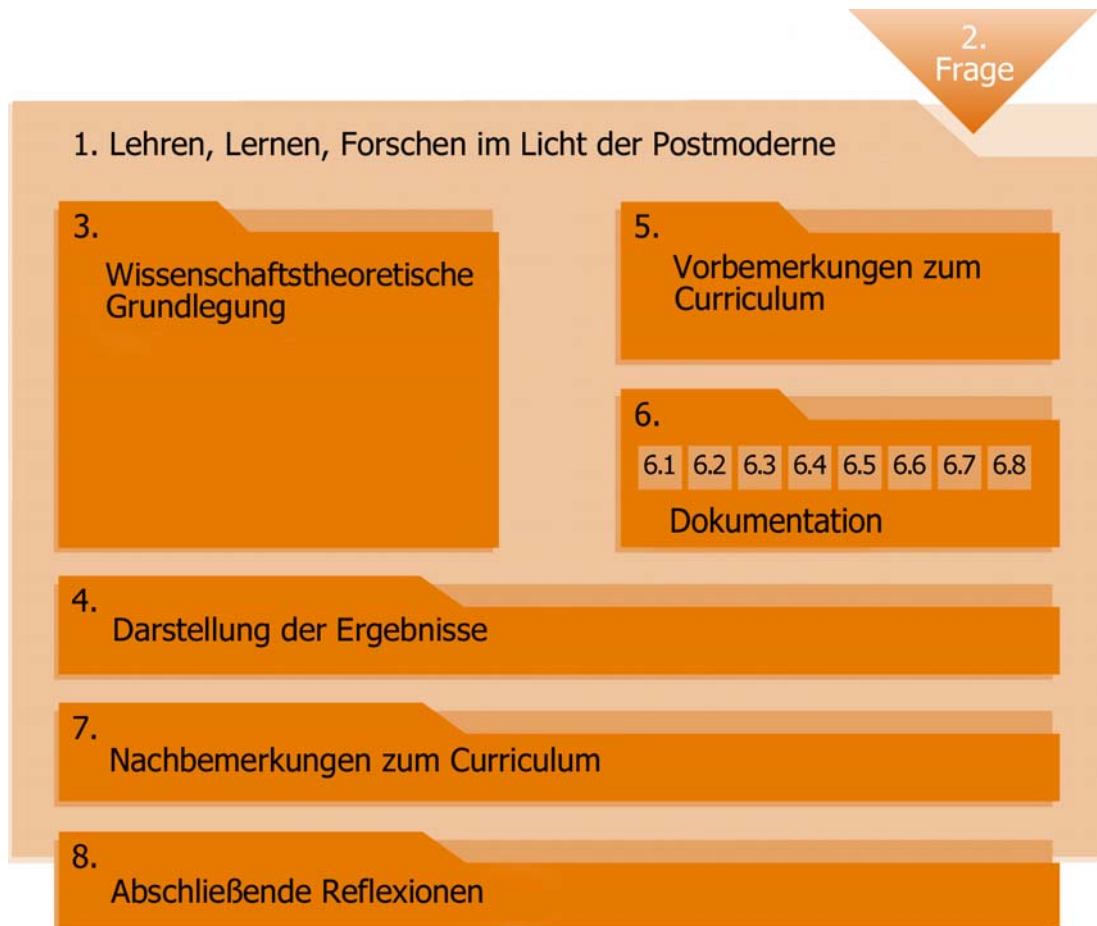 2.
Frage
1. Lehren, Lernen, Forschen im Licht der Postmoderne
3.
Wissenschaftstheoretische
Grundlegung
5.
Vorbemerkungen zum
Curriculum
6.
6.1 6.2 6.3 6.4 6.5 6.6 6.7 6.8
Dokumentation
4.
Darstellung der Ergebnisse
7.
Nachbemerkungen zum Curriculum
8.
Abschließende Reflexionen